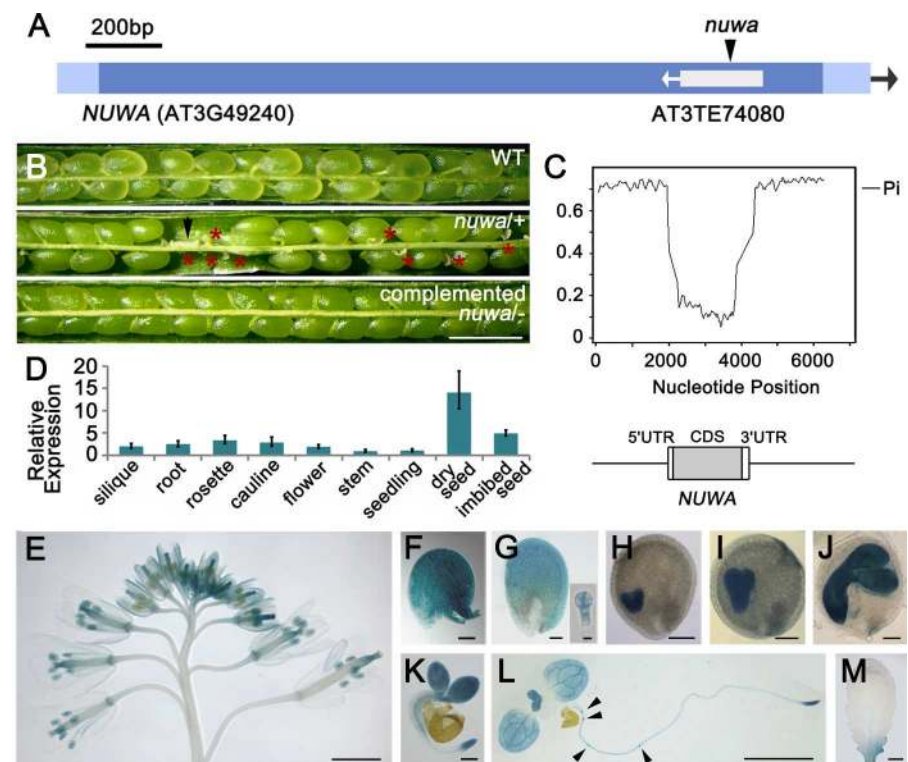 A
200bp
nuwa
NUWA (AT3G49240)
AT3TE74080
B
WT
nuwa/+
*
*
*
*
*
*
*
*
complemented
nuwa/-
C
Pi
0.6
0.4
0.2
0
0
2000
4000
6000
Nucleotide Position
5'UTR
CDS
3'UTR
NUWA
D
Relative
Expression
20
15
10
5
0
silique
root
rosette
cauline
flower
stem
seedling
dry
seed
imbibed
seed
E
F
G
H
I
J
K
L
M